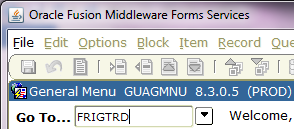 Oracle Fusion Middleware Forms Services
File Edit Options Block Item Record Q
General Menu GUAGMNU 8.3.0.5 (PROD)
Go To... FRIGTRD Welcome,